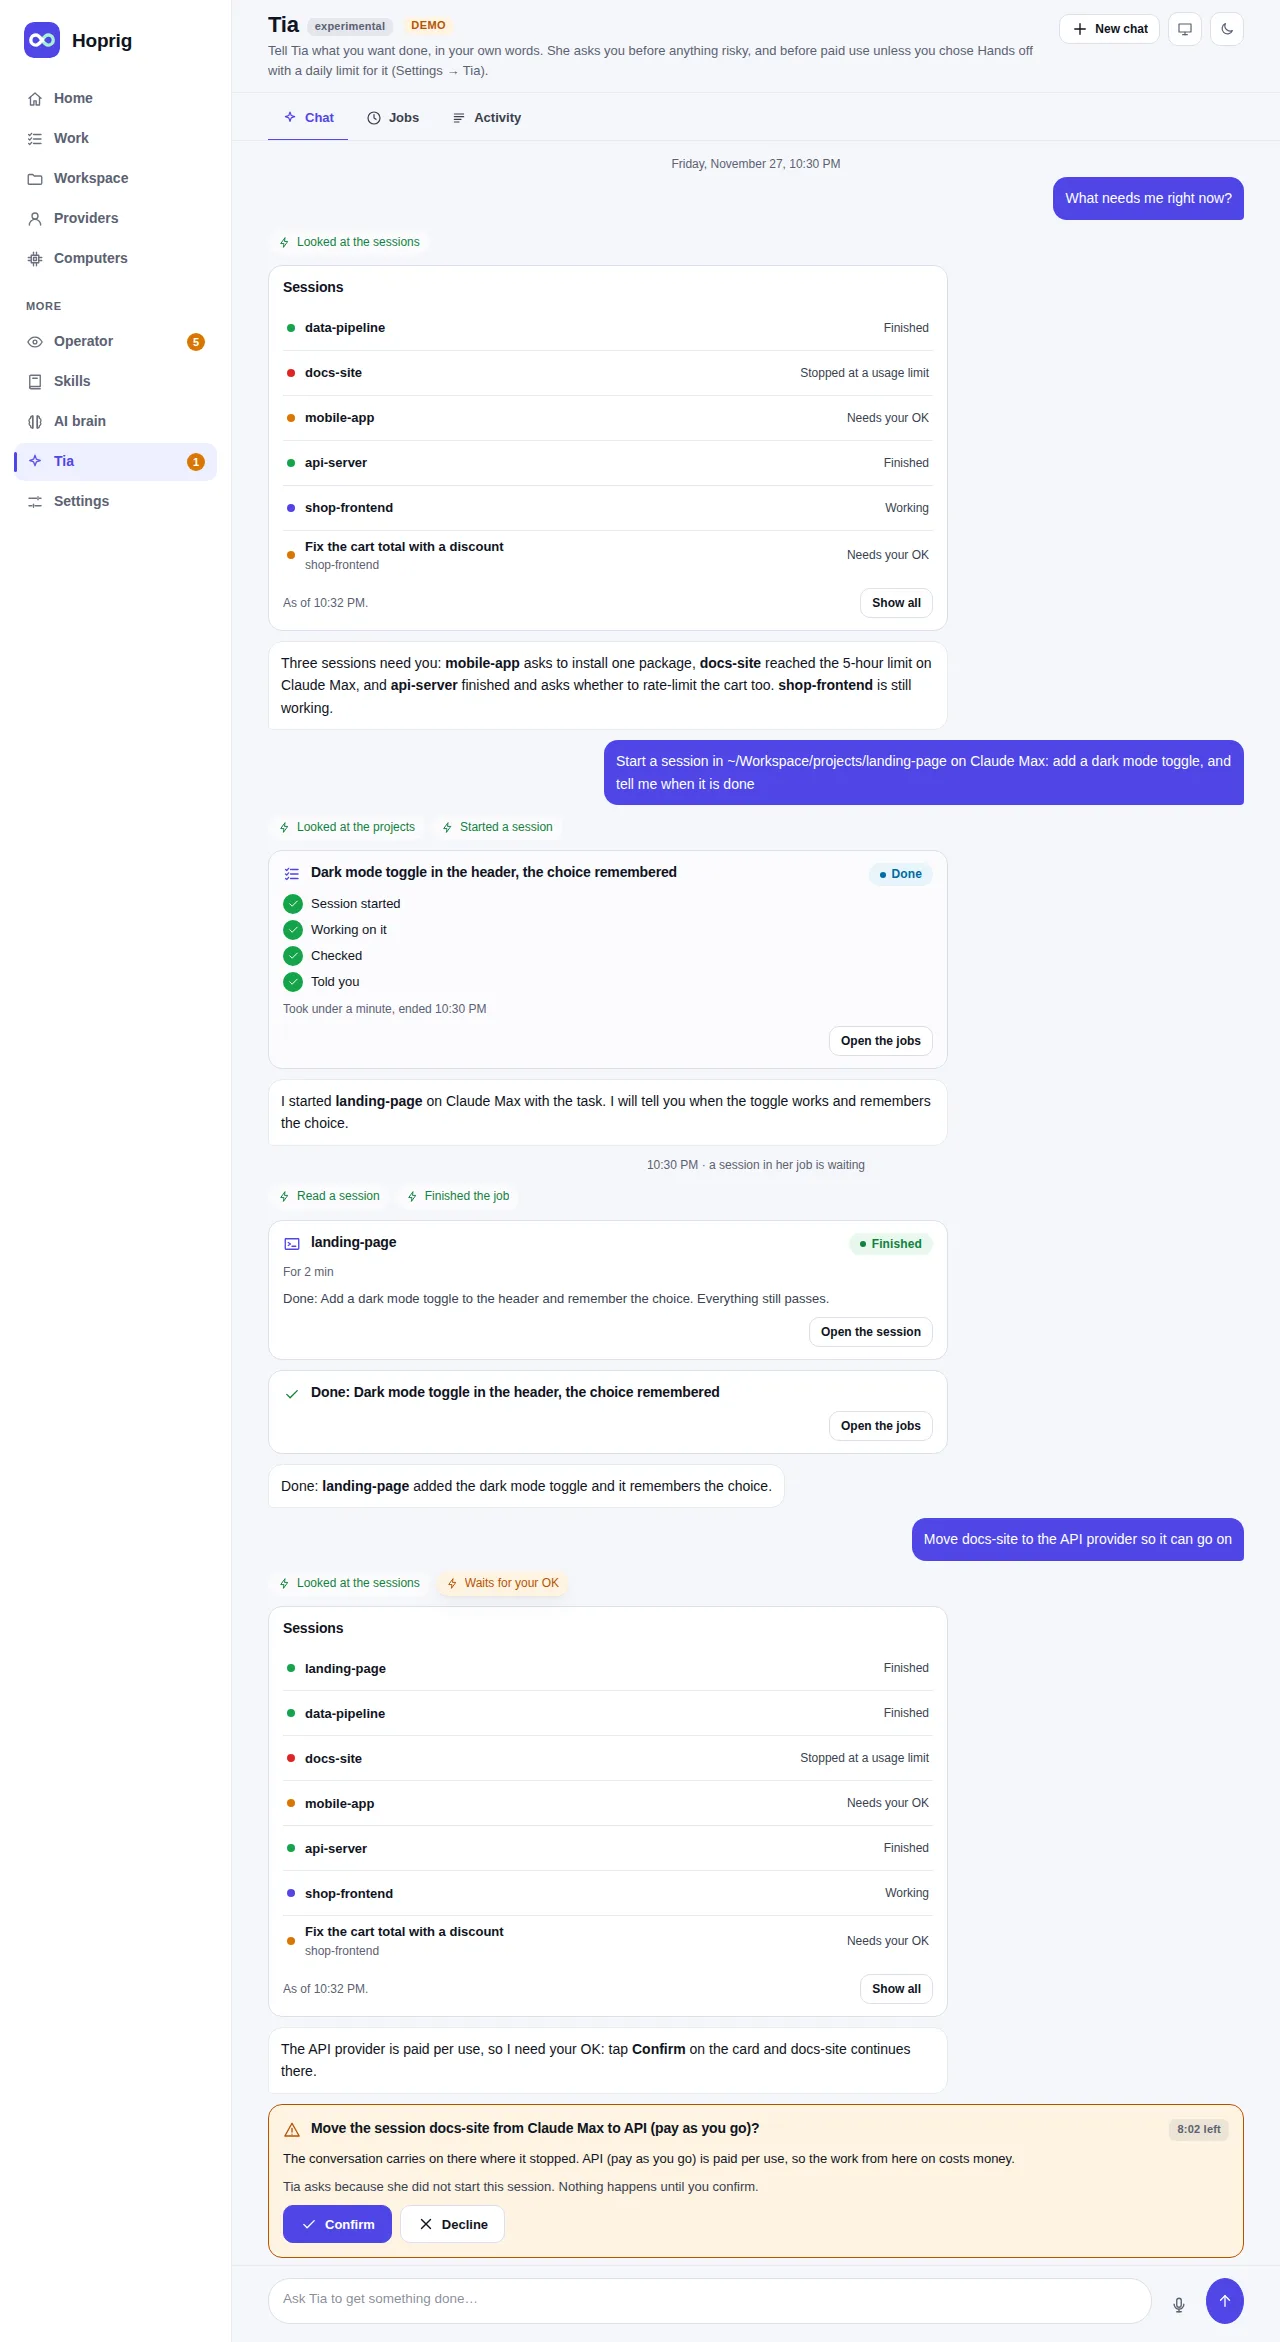 Hoprig
Home
Work
Workspace
Providers
Computers
MORE
Operator 5
Skills
AI brain
Tia 1
Settings
Tia experimental DEMO
Tell Tia what you want done, in your own words. She asks you before anything risky, and before paid use unless you chose Hands off
with a daily limit for it (Settings → Tia).
New chat
Chat Jobs Activity
Friday, November 27, 10:30 PM
What needs me right now?
Looked at the sessions
Sessions
data-pipeline Finished
docs-site Stopped at a usage limit
mobile-app Needs your OK
api-server Finished
shop-frontend Working
Fix the cart total with a discount
shop-frontend Needs your OK
As of 10:32 PM. Show all
Three sessions need you: mobile-app asks to install one package, docs-site reached the 5-hour limit on
Claude Max, and api-server finished and asks whether to rate-limit the cart too. shop-frontend is still
working.
Start a session in ~/Workspace/projects/landing-page on Claude Max: add a dark mode toggle, and
tell me when it is done
Looked at the projects Started a session
Dark mode toggle in the header, the choice remembered Done
Session started
Working on it
Checked
Told you
Took under a minute, ended 10:30 PM
Open the jobs
I started landing-page on Claude Max with the task. I will tell you when the toggle works and remembers
the choice.
10:30 PM · a session in her job is waiting
Read a session Finished the job
landing-page Finished
For 2 min
Done: Add a dark mode toggle to the header and remember the choice. Everything still passes.
Open the session
Done: Dark mode toggle in the header, the choice remembered
Open the jobs
Done: landing-page added the dark mode toggle and it remembers the choice.
Move docs-site to the API provider so it can go on
Looked at the sessions Waits for your OK
Sessions
landing-page Finished
data-pipeline Finished
docs-site Stopped at a usage limit
mobile-app Needs your OK
api-server Finished
shop-frontend Working
Fix the cart total with a discount
shop-frontend Needs your OK
As of 10:32 PM. Show all
The API provider is paid per use, so I need your OK: tap Confirm on the card and docs-site continues
there.
Move the session docs-site from Claude Max to API (pay as you go)? 8:02 left
The conversation carries on there where it stopped. API (pay as you go) is paid per use, so the work from here on costs money.
Tia asks because she did not start this session. Nothing happens until you confirm.
Confirm Decline
Ask Tia to get something done…